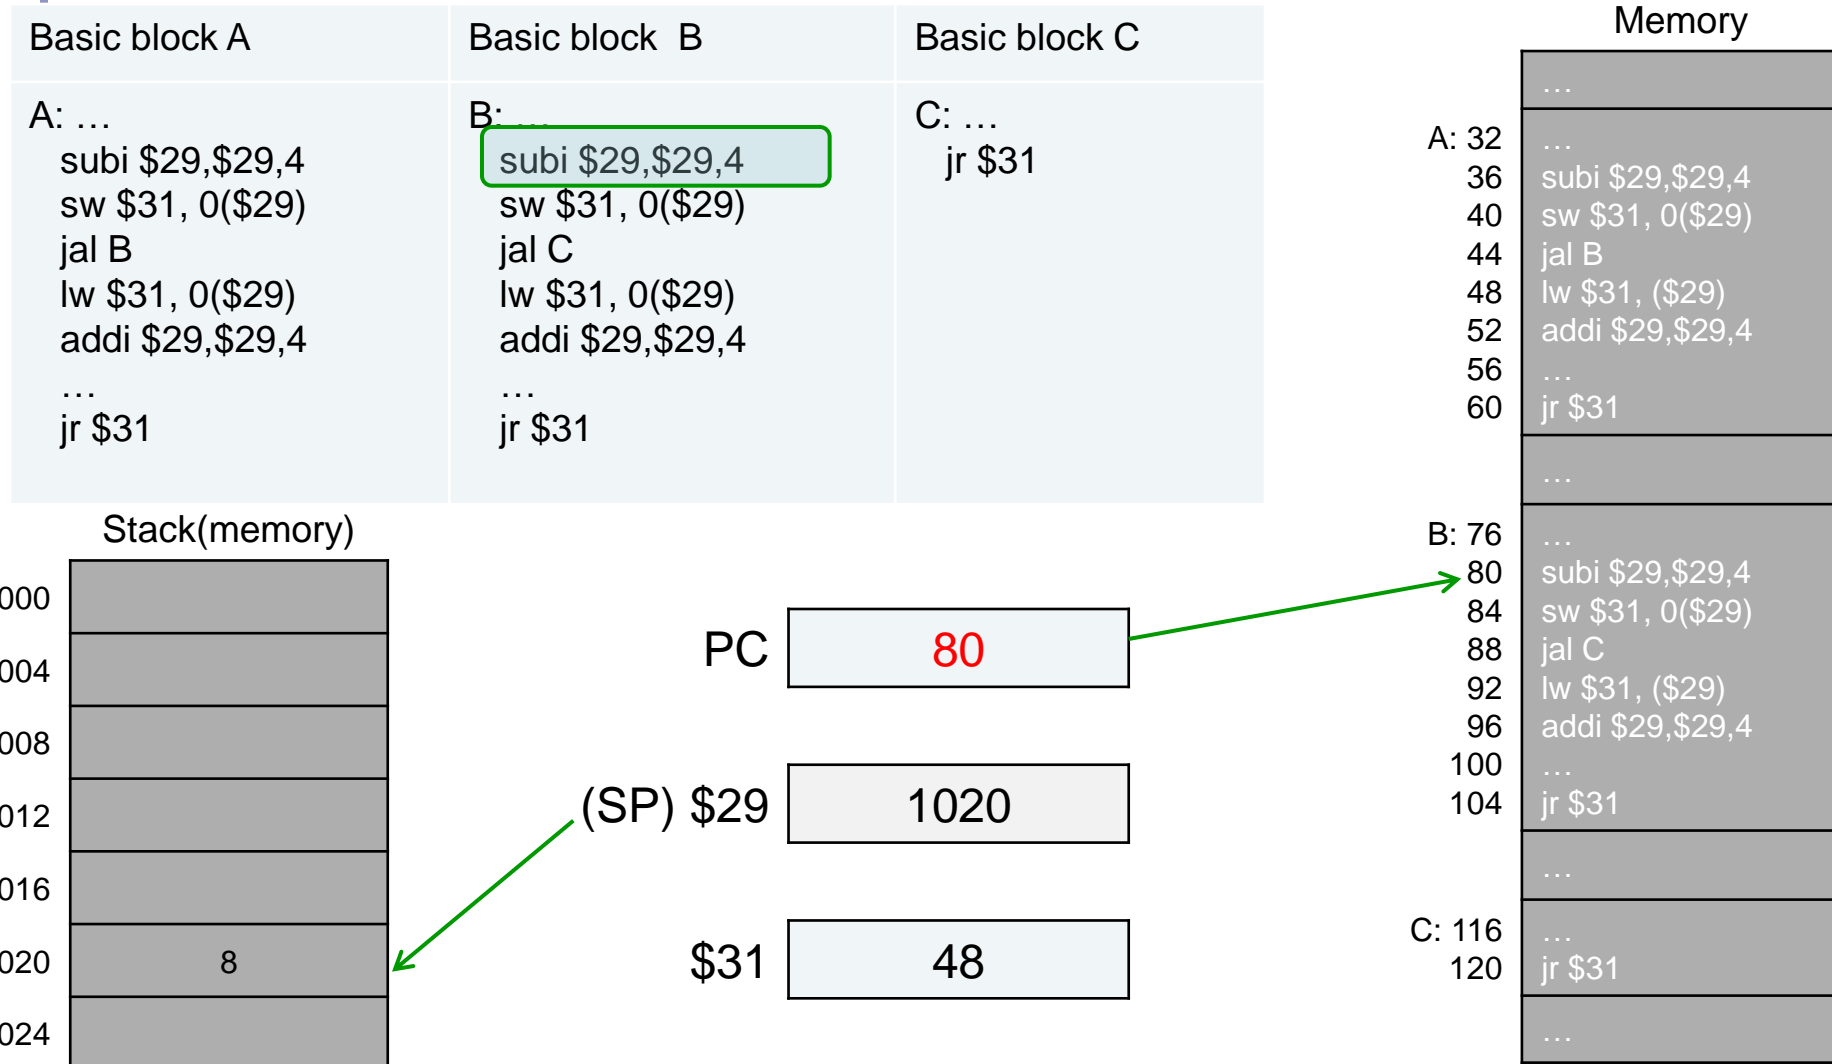 Basic block A
Basic block B
Basic block C
A: …
subi $29,$29,4
sw $31, 0($29)
jal B
lw $31, 0($29)
addi $29,$29,4
…
jr $31
B: …
subi $29,$29,4
sw $31, 0($29)
jal C
lw $31, 0($29)
addi $29,$29,4
…
jr $31
C: …
jr $31
Stack(memory)
000
004
008
012
016
020 8
024
PC 80
(SP) $29 1020
$31 48
Memory
…
A: 32 …
36 subi $29,$29,4
40 sw $31, 0($29)
44 jal B
48 lw $31, ($29)
52 addi $29,$29,4
56 …
60 jr $31
…
B: 76 …
80 subi $29,$29,4
84 sw $31, 0($29)
88 jal C
92 lw $31, ($29)
96 addi $29,$29,4
100 …
104 jr $31
…
C: 116 …
120 jr $31
…